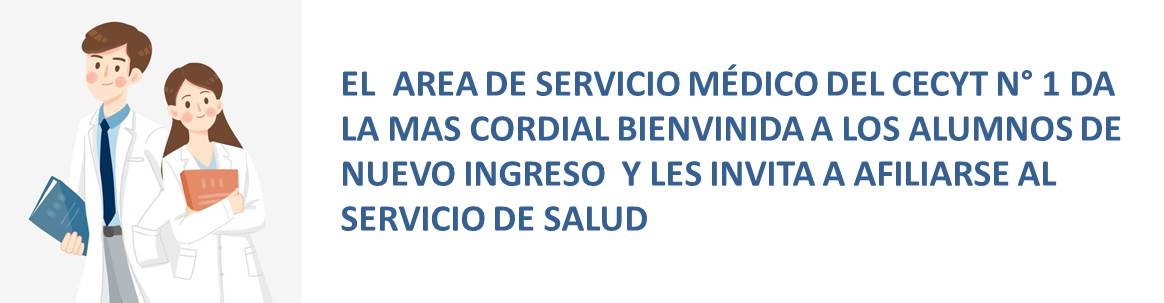 EL  AREA DE SERVICIO MÉDICO DEL CECYT N° 1 DA
LA MAS CORDIAL BIENVINIDA A LOS ALUMNOS DE
NUEVO INGRESO  Y LES INVITA A AFILIARSE AL
SERVICIO DE SALUD